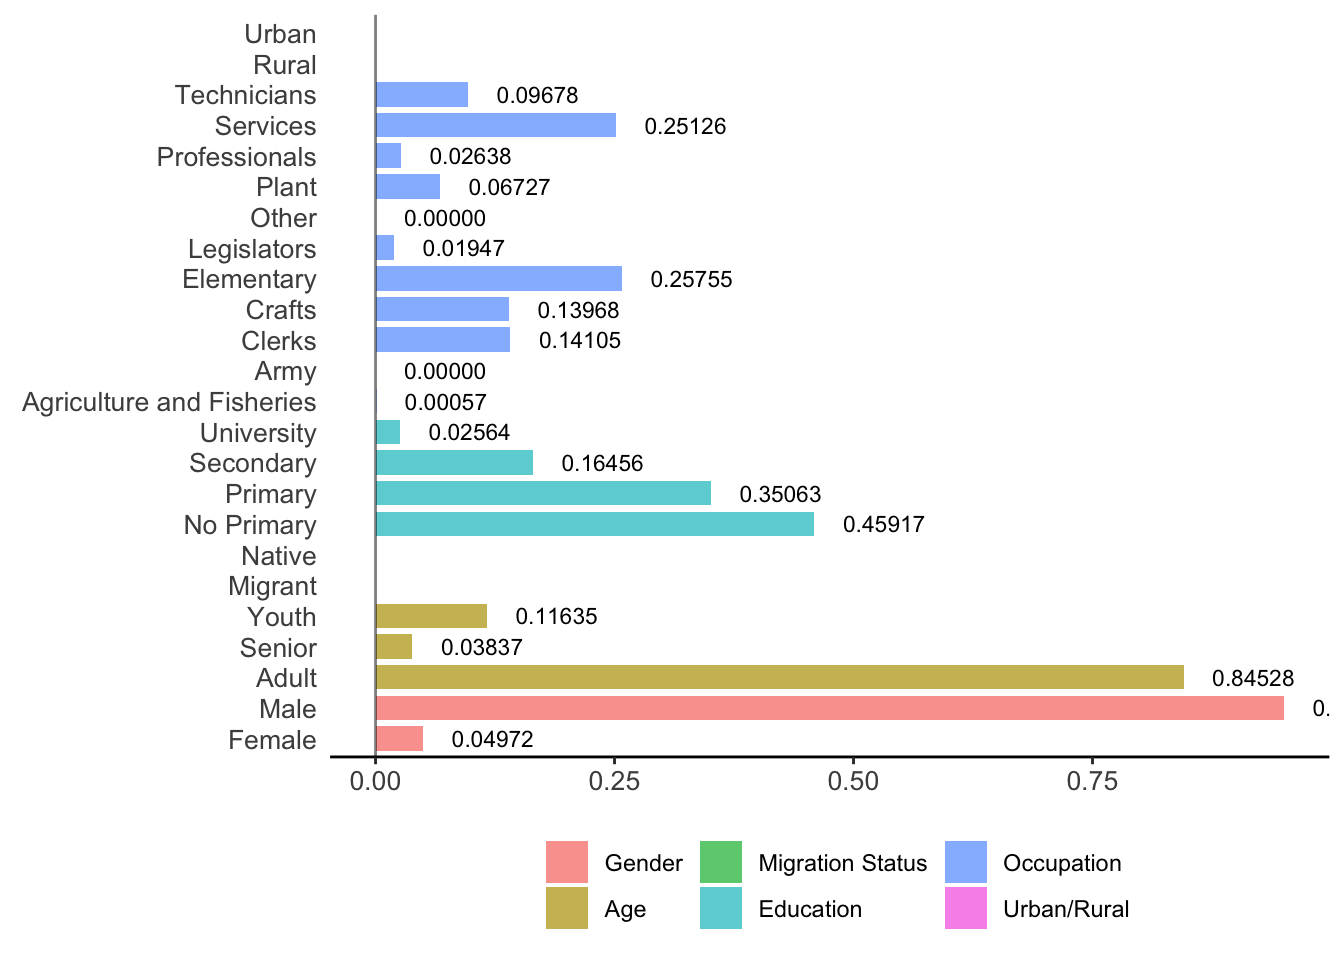 Urban
Rural
Technicians 0.09678
Services 0.25126
Professionals 0.02638
Plant 0.06727
Other 0.00000
Legislators 0.01947
Elementary 0.25755
Crafts 0.13968
Clerks 0.14105
Army 0.00000
Agriculture and Fisheries 0.00057
University 0.02564
Secondary 0.16456
Primary 0.35063
No Primary 0.45917
Native
Migrant
Youth 0.11635
Senior 0.03837
Adult 0.84528
Male 0.
Female 0.04972
0.00 0.25 0.50 0.75
Gender Migration Status Occupation
Age Education Urban/Rural